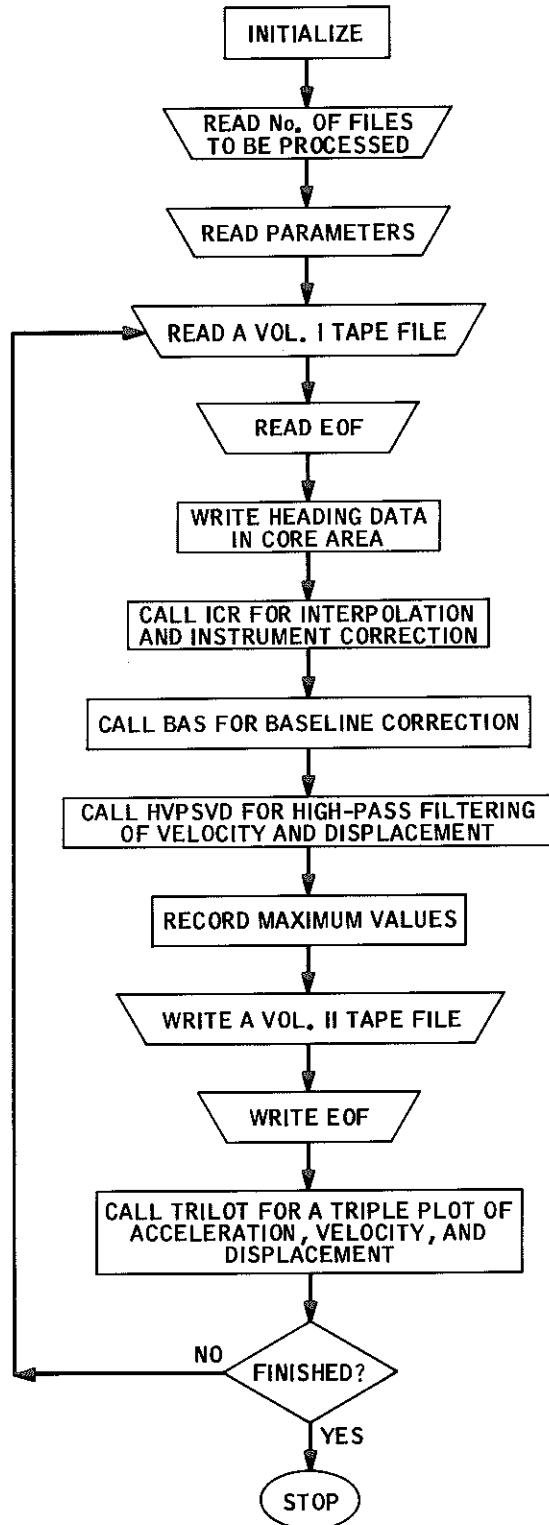 INITIALIZE
READ No. OF FILES
TO BE PROCESSED
READ PARAMETERS
READ A VOL. I TAPE FILE
READ EOF
WRITE HEADING DATA
IN CORE AREA
CALL ICR FOR INTERPOLATION
AND INSTRUMENT CORRECTION
CALL BAS FOR BASELINE CORRECTION
CALL HVPSVD FOR HIGH-PASS FILTERING
OF VELOCITY AND DISPLACEMENT
RECORD MAXIMUM VALUES
WRITE A VOL. II TAPE FILE
WRITE EOF
CALL TRILOT FOR A TRIPLE PLOT OF
ACCELERATION, VELOCITY, AND
DISPLACEMENT
NO
FINISHED?
YES
STOP